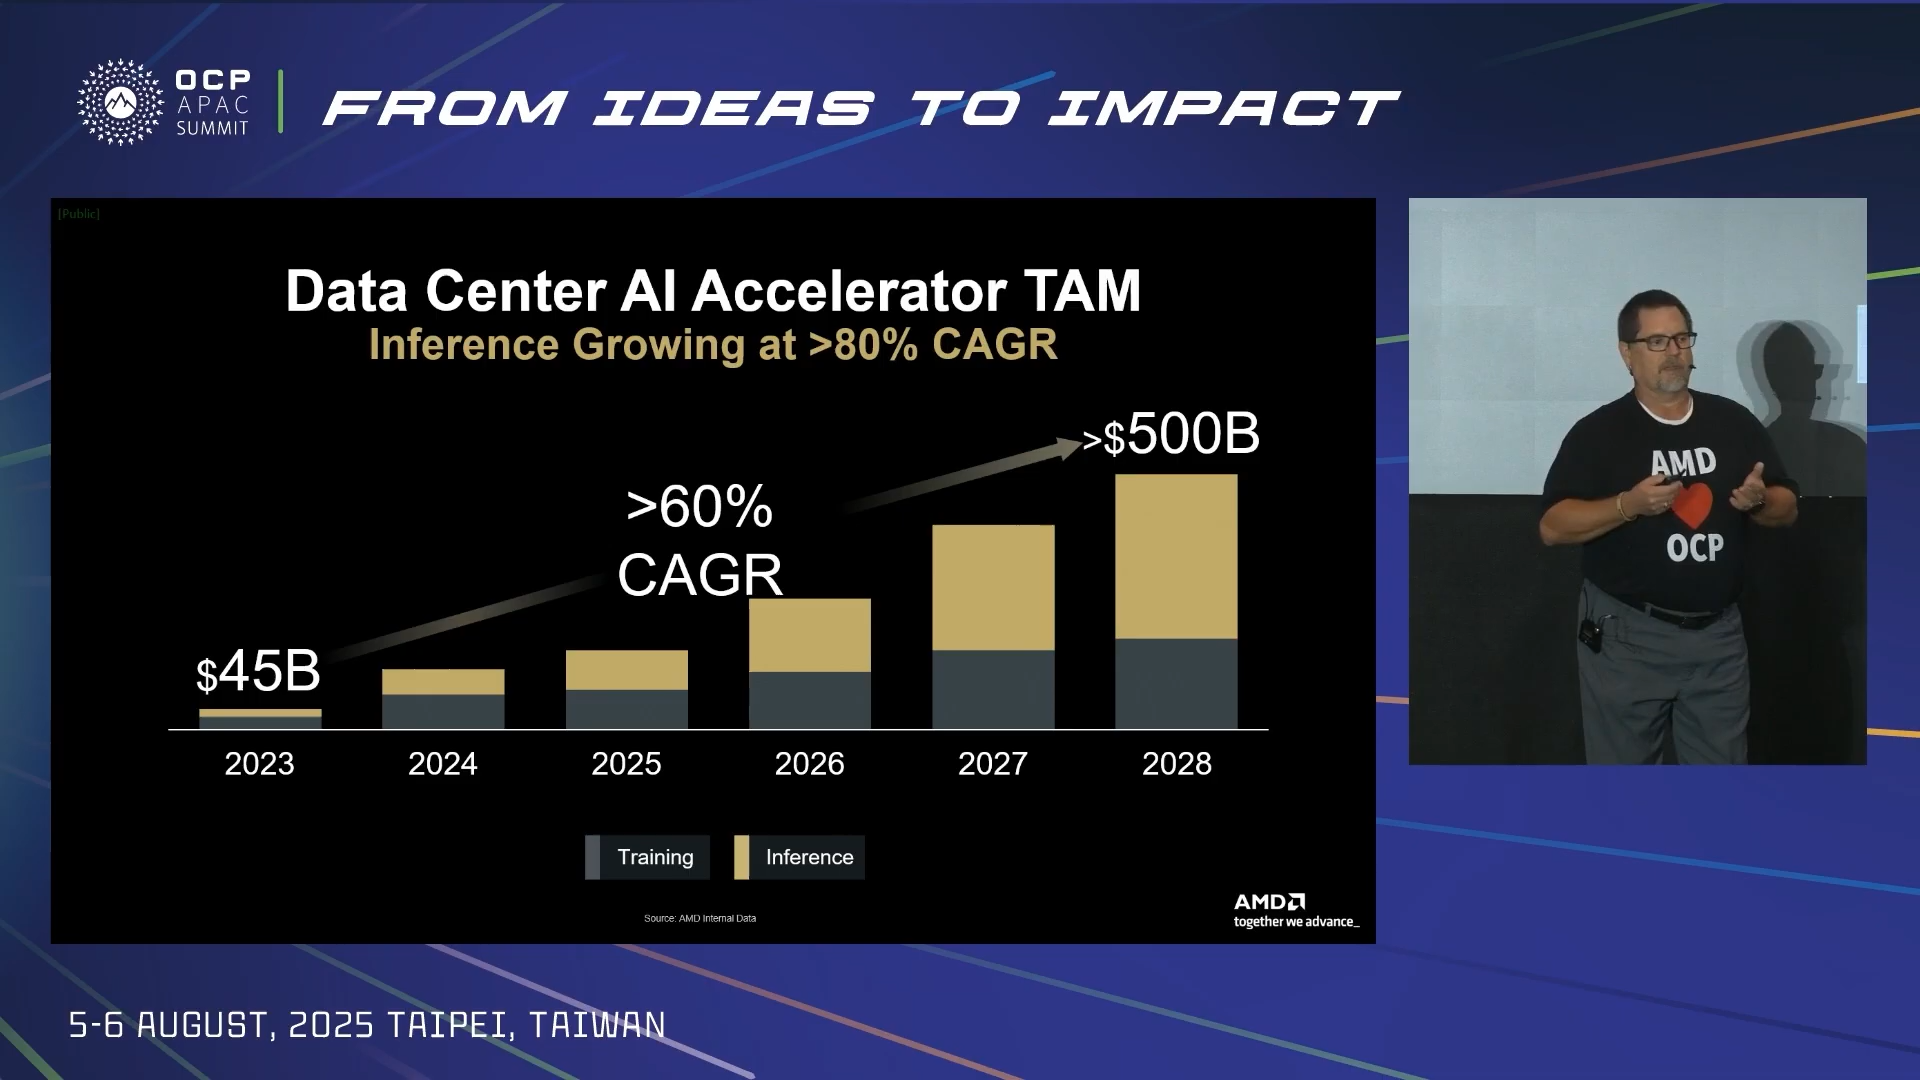 OCP
APAC
SUMMIT
FROM IDEAS TO IMPACT
[Public]
Data Center AI Accelerator TAM
Inference Growing at >80% CAGR
>$500B
>60%
CAGR
$45B
2023 2024 2025 2026 2027 2028
Training Inference
Source: AMD Internal Data
AMD
together we advance_
AMD
OCP
5-6 AUGUST, 2025 TAIPEI, TAIWAN